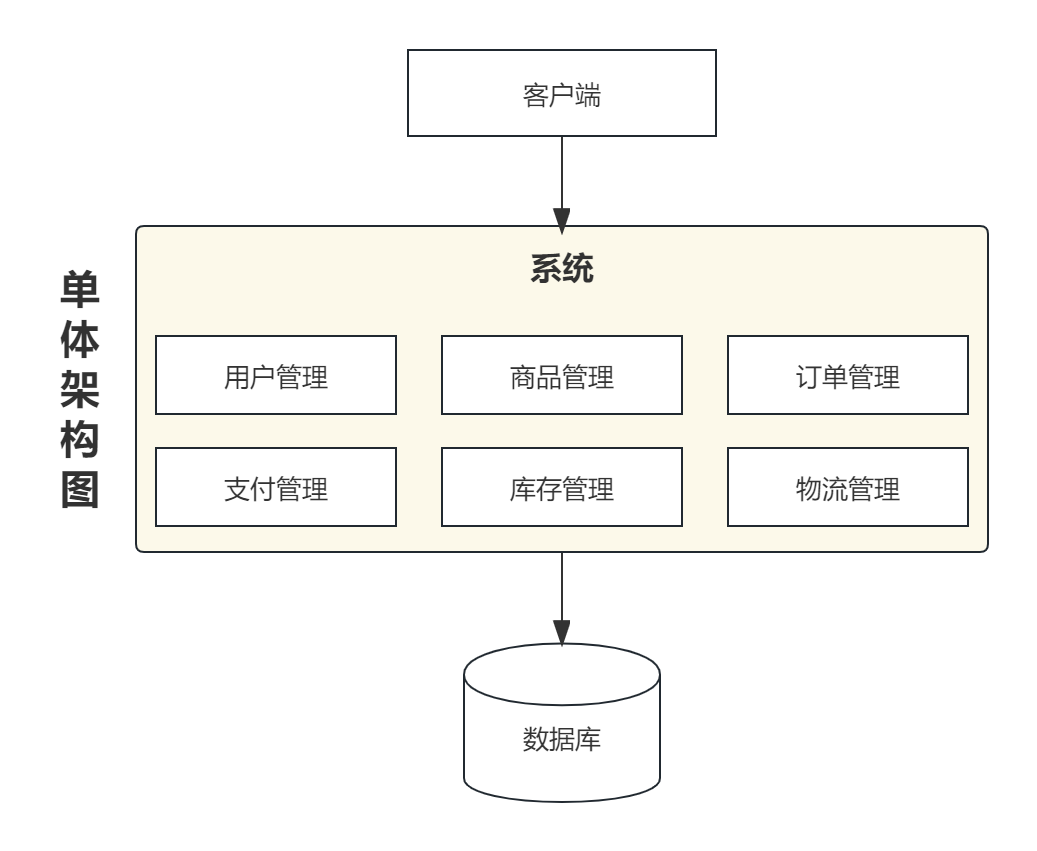 客户端
系统
单体架构图
用户管理
商品管理
订单管理
支付管理
库存管理
物流管理
数据库